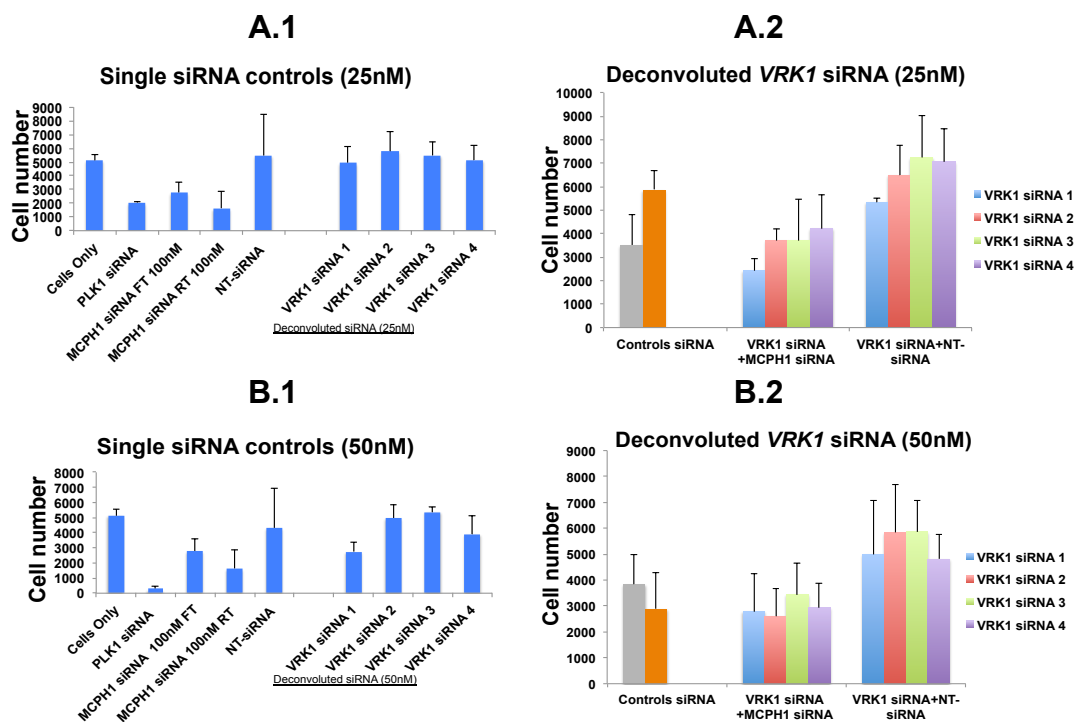 A.1
Single siRNA controls (25nM)
Cell number
9000
8000
7000
6000
5000
4000
3000
2000
1000
0
Cells Only
PLK1 siRNA
MCPH1 siRNA FT 100nM
MCPH1 siRNA RT 100nM
NT-siRNA
VRK1 siRNA 1
VRK1 siRNA 2
VRK1 siRNA 3
VRK1 siRNA 4
Deconvoluted siRNA (25nM)
A.2
Deconvoluted VRK1 siRNA (25nM)
Cell number
10000
9000
8000
7000
6000
5000
4000
3000
2000
1000
0
Controls siRNA
VRK1 siRNA
+MCPH1 siRNA
VRK1 siRNA+NT-
siRNA
VRK1 siRNA 1
VRK1 siRNA 2
VRK1 siRNA 3
VRK1 siRNA 4
B.1
Single siRNA controls (50nM)
Cell number
8000
7000
6000
5000
4000
3000
2000
1000
0
Cells Only
PLK1 siRNA
MCPH1 siRNA 100nM FT
MCPH1 siRNA 100nM RT
NT-siRNA
VRK1 siRNA 1
VRK1 siRNA 2
VRK1 siRNA 3
VRK1 siRNA 4
Deconvoluted siRNA (50nM)
B.2
Deconvoluted VRK1 siRNA (50nM)
Cell number
9000
8000
7000
6000
5000
4000
3000
2000
1000
0
Controls siRNA
VRK1 siRNA
+MCPH1 siRNA
VRK1 siRNA+NT-
siRNA
VRK1 siRNA 1
VRK1 siRNA 2
VRK1 siRNA 3
VRK1 siRNA 4